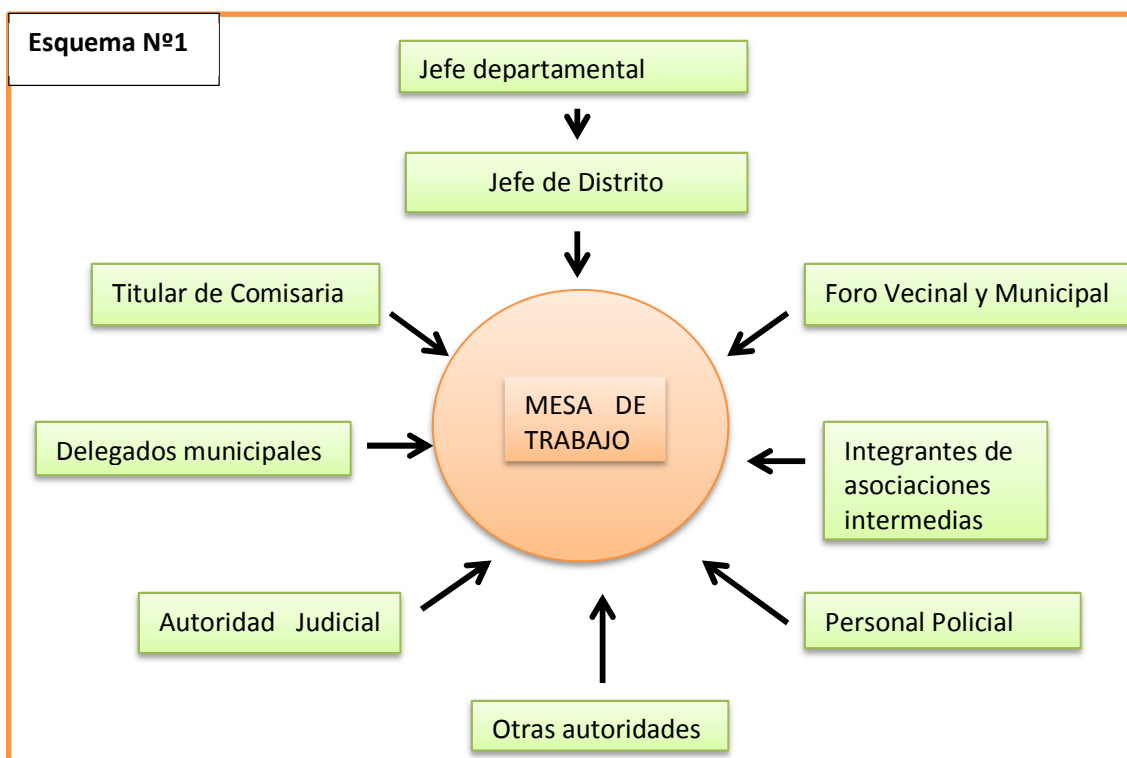 Esquema Nº1
Jefe departamental
Jefe de Distrito
Titular de Comisaria
Foro Vecinal y Municipal
MESA DE
TRABAJO
Delegados municipales
Integrantes de
asociaciones
intermedias
Autoridad Judicial
Personal Policial
Otras autoridades